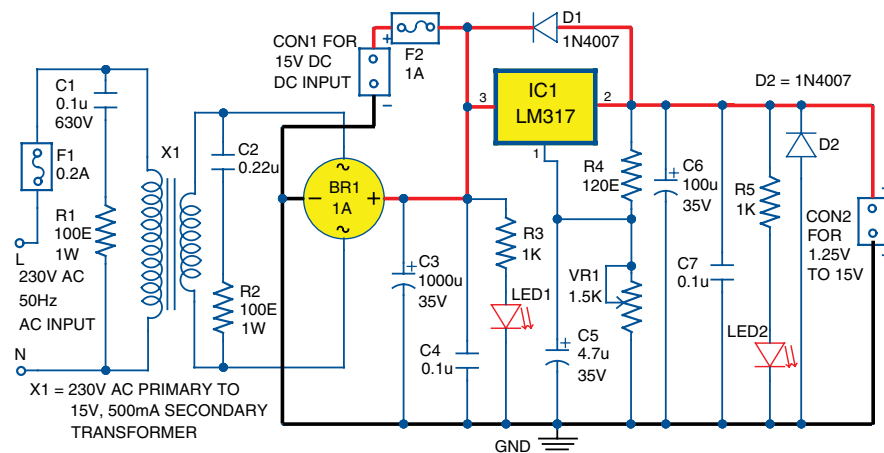 C1
0.1u
630V
F1
0.2A
R1
100E
1W
L
230V AC
50Hz
AC INPUT
N
X1
X1 = 230V AC PRIMARY TO
15V, 500mA SECONDARY
TRANSFORMER
C2
0.22u
R2
100E
1W
CON1 FOR
15V DC
DC INPUT
+
−
F2
1A
~
BR1
1A
−
+
~
D1
1N4007
3
IC1
LM317
2
1
+
C3
1000u
35V
C4
0.1u
R3
1K
LED1
R4
120E
VR1
1.5K
+
C5
4.7u
35V
+
C6
100u
35V
C7
0.1u
R5
1K
LED2
D2 = 1N4007
D2
+
−
CON2
FOR
1.25V
TO 15V
GND